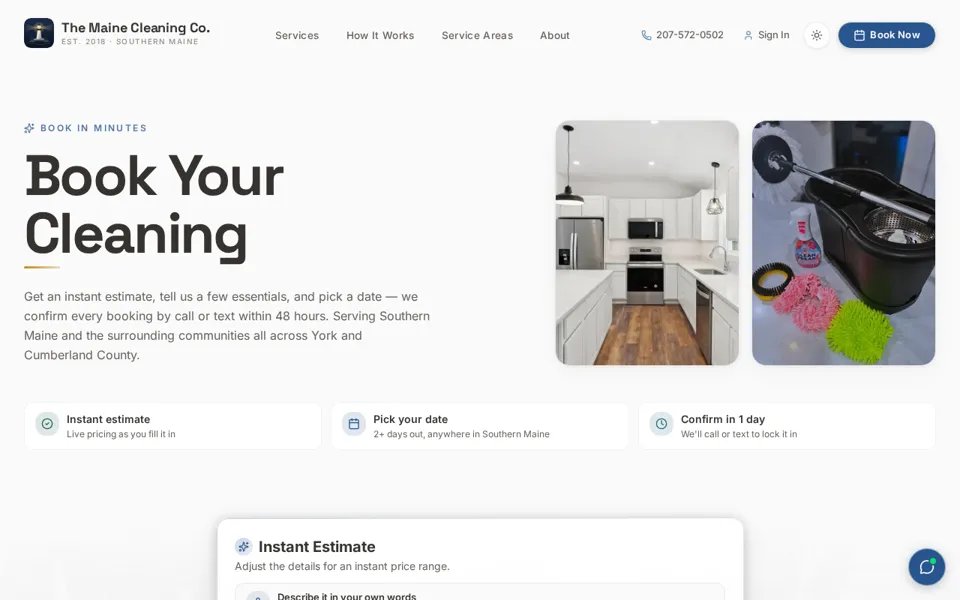 The Maine Cleaning Co.
EST. 2018 · SOUTHERN MAINE
Services
How It Works
Service Areas
About
207-572-0502
Sign In
Book Now
BOOK IN MINUTES
Book Your
Cleaning
Get an instant estimate, tell us a few essentials, and pick a date — we
confirm every booking by call or text within 48 hours. Serving Southern
Maine and the surrounding communities all across York and
Cumberland County.
Instant estimate
Live pricing as you fill it in
Pick your date
2+ days out, anywhere in Southern Maine
Confirm in 1 day
We'll call or text to lock it in
Instant Estimate
Adjust the details for an instant price range.
Describe it in your own words